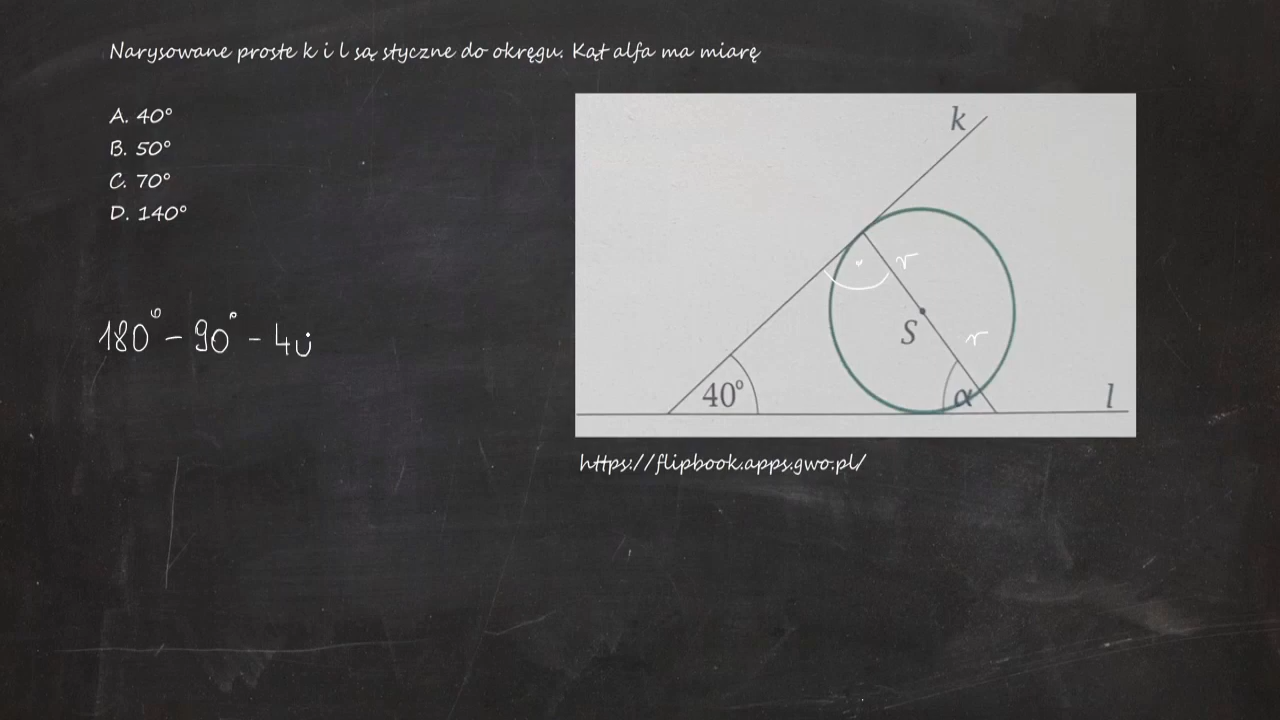 Narysowane proste k i l są styczne do okręgu. Kąt alfa ma miarę
A. 40°
B. 50°
C. 70°
D. 140°
k
r
S
r
40°
α
l
180° - 90° - 40
https://flipbook.apps.gwo.pl/